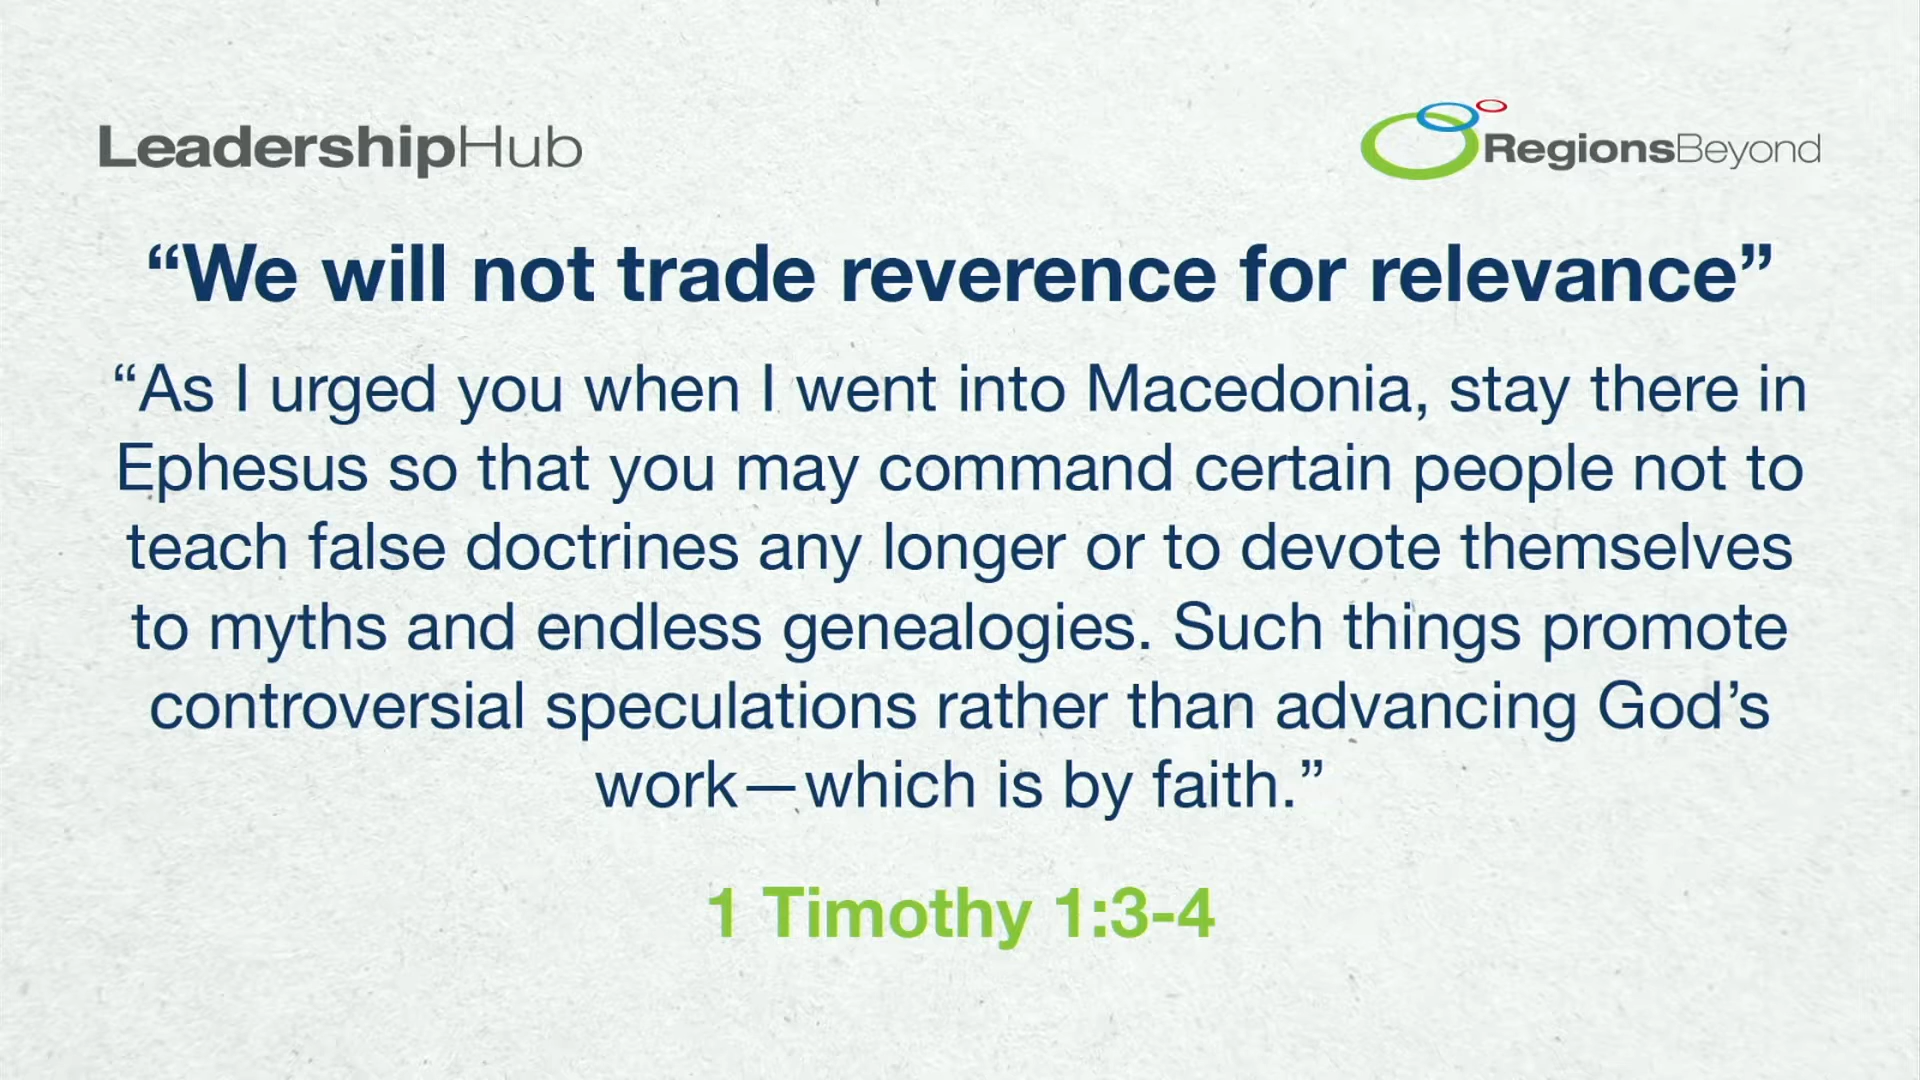 LeadershipHub
RegionsBeyond
“We will not trade reverence for relevance”
“As I urged you when I went into Macedonia, stay there in
Ephesus so that you may command certain people not to
teach false doctrines any longer or to devote themselves
to myths and endless genealogies. Such things promote
controversial speculations rather than advancing God’s
work—which is by faith.”
1 Timothy 1:3-4